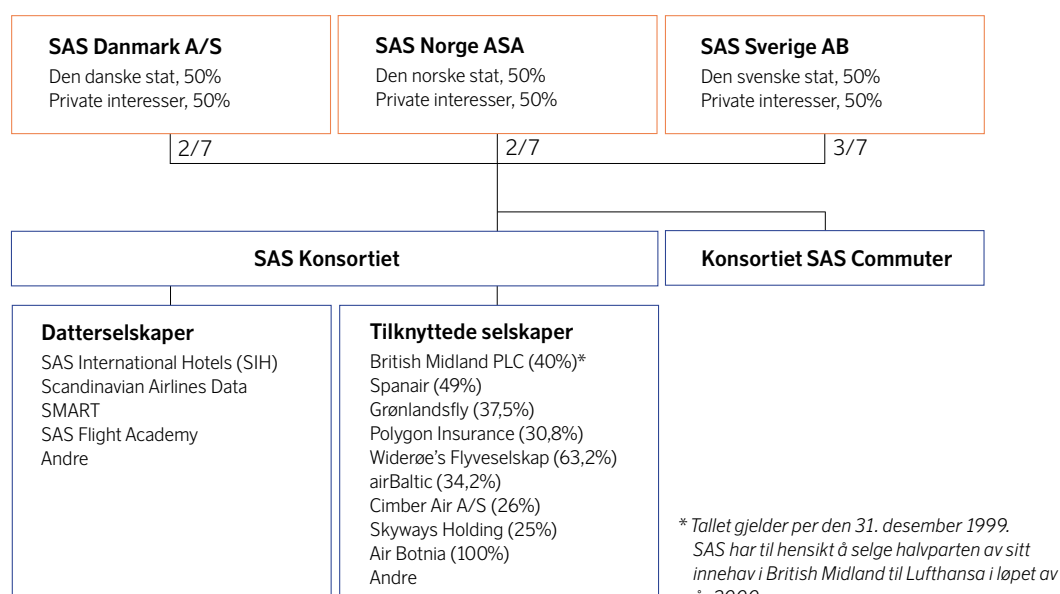 SAS Danmark A/S
Den danske stat, 50%
Private interesser, 50%
SAS Norge ASA
Den norske stat, 50%
Private interesser, 50%
SAS Sverige AB
Den svenske stat, 50%
Private interesser, 50%
2/7
2/7
3/7
SAS Konsortiet
Konsortiet SAS Commuter
Datterselskaper
SAS International Hotels (SIH)
Scandinavian Airlines Data
SMART
SAS Flight Academy
Andre
Tilknyttede selskaper
British Midland PLC (40%)*
Spanair (49%)
Grønlandsfly (37,5%)
Polygon Insurance (30,8%)
Widerøe's Flyveselskap (63,2%)
airBaltic (34,2%)
Cimber Air A/S (26%)
Skyways Holding (25%)
Air Botnia (100%)
Andre
* Tallet gjelder per den 31. desember 1999.
SAS har til hensikt å selge halvparten av sitt
innehav i British Midland til Lufthansa i løpet av